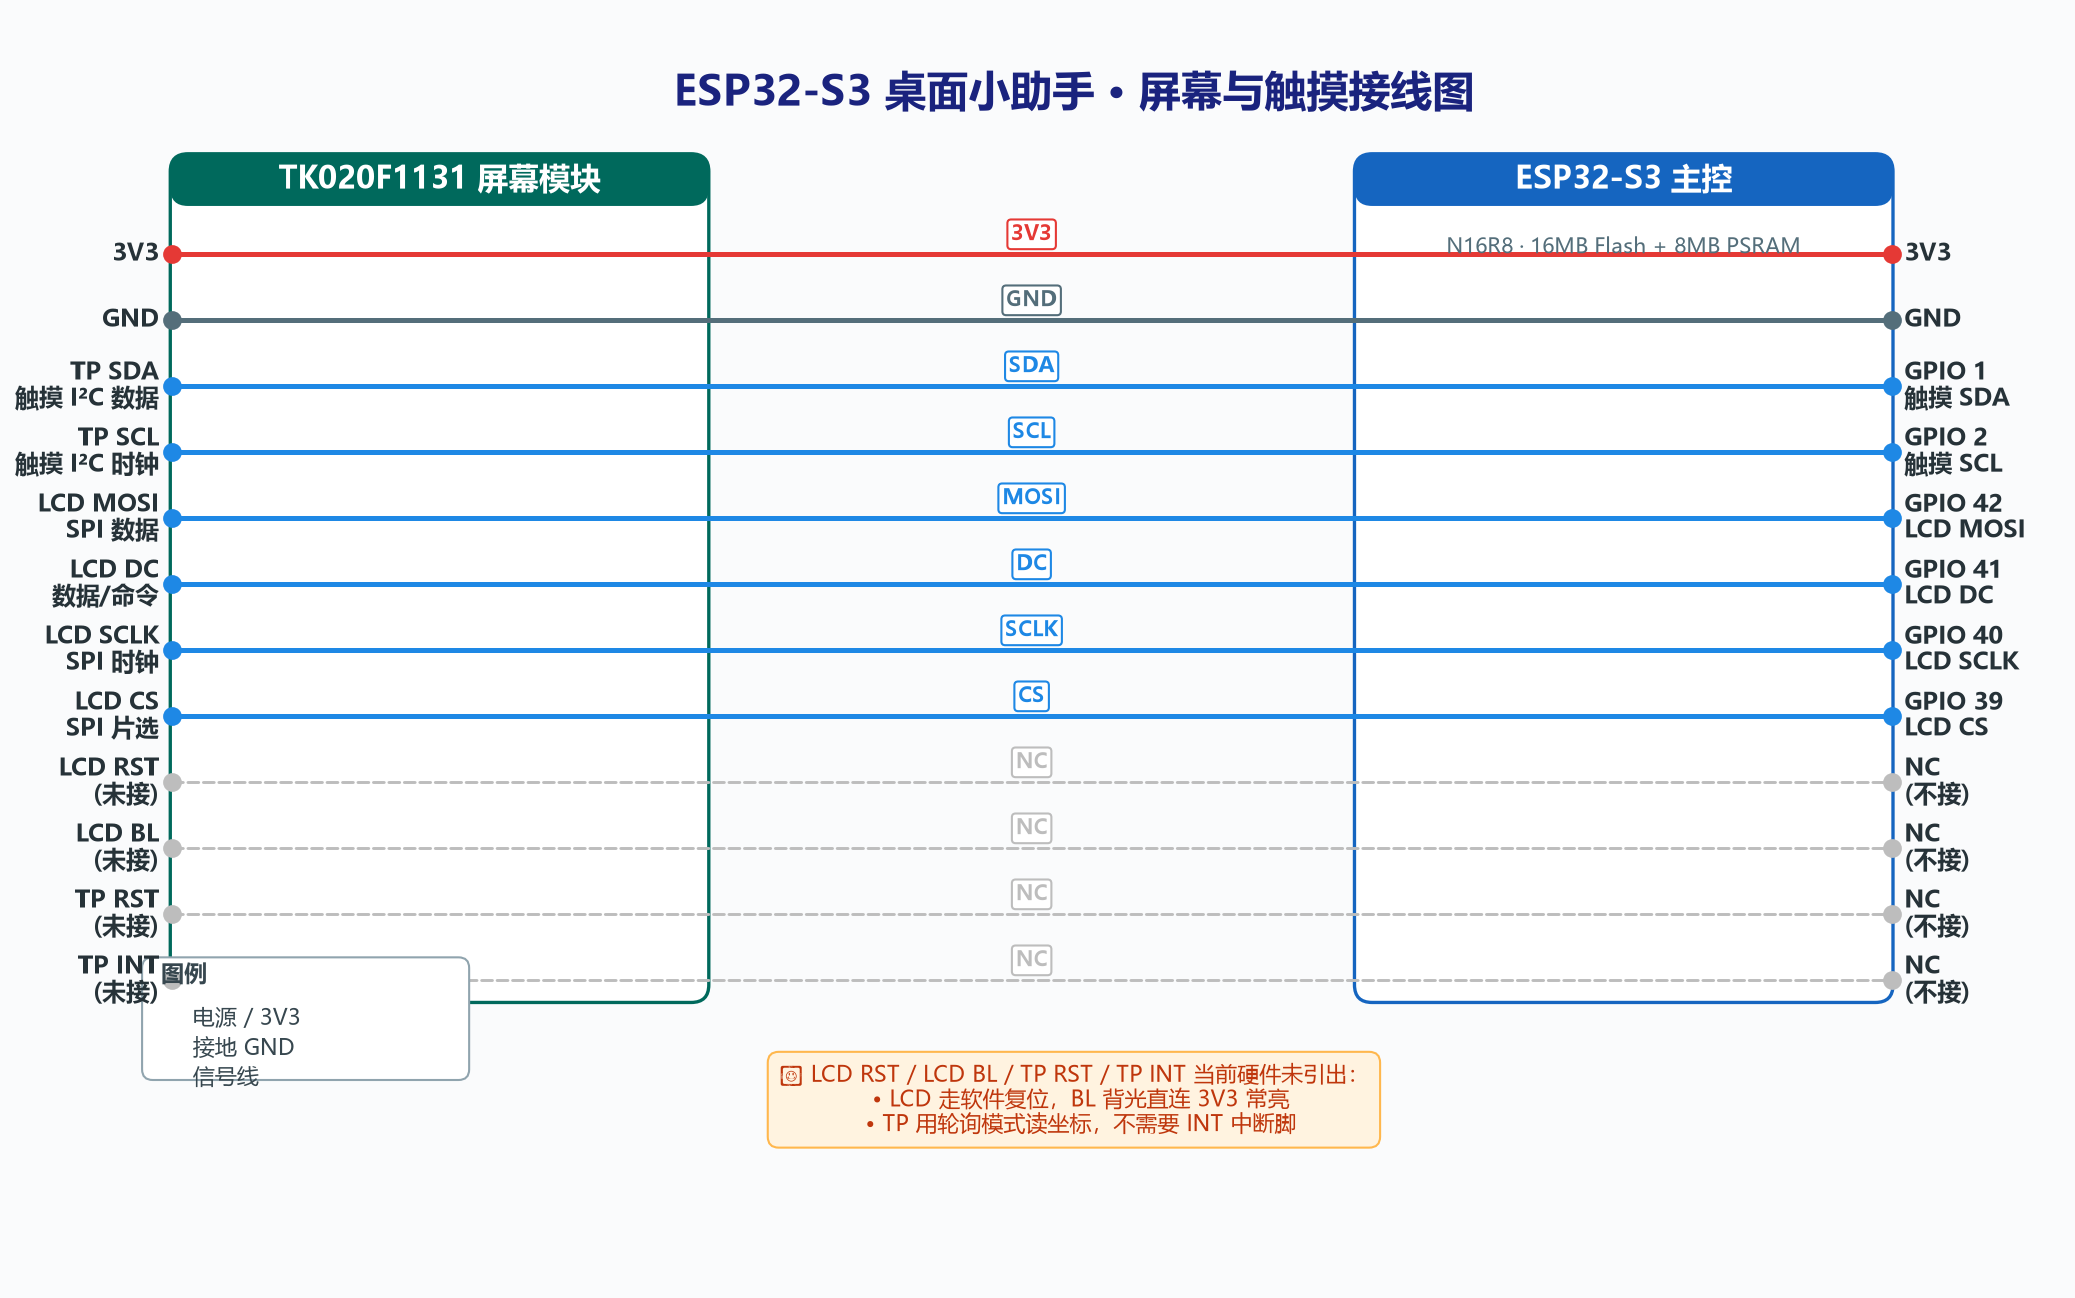 ESP32-S3 桌面小助手 • 屏幕与触摸接线图
TK020F1131 屏幕模块
ESP32-S3 主控
N16R8 · 16MB Flash + 8MB PSRAM
3V3
3V3
3V3
GND
GND
GND
TP SDA
触摸 I²C 数据
SDA
GPIO 1
触摸 SDA
TP SCL
触摸 I²C 时钟
SCL
GPIO 2
触摸 SCL
LCD MOSI
SPI 数据
MOSI
GPIO 42
LCD MOSI
LCD DC
数据/命令
DC
GPIO 41
LCD DC
LCD SCLK
SPI 时钟
SCLK
GPIO 40
LCD SCLK
LCD CS
SPI 片选
CS
GPIO 39
LCD CS
LCD RST
(未接)
NC
NC
(不接)
LCD BL
(未接)
NC
NC
(不接)
TP RST
(未接)
NC
NC
(不接)
TP INT
(未接)
NC
NC
(不接)
图例
电源 / 3V3
接地 GND
信号线
LCD RST / LCD BL / TP RST / TP INT 当前硬件未引出：
• LCD 走软件复位，BL 背光直连 3V3 常亮
• TP 用轮询模式读坐标，不需要 INT 中断脚